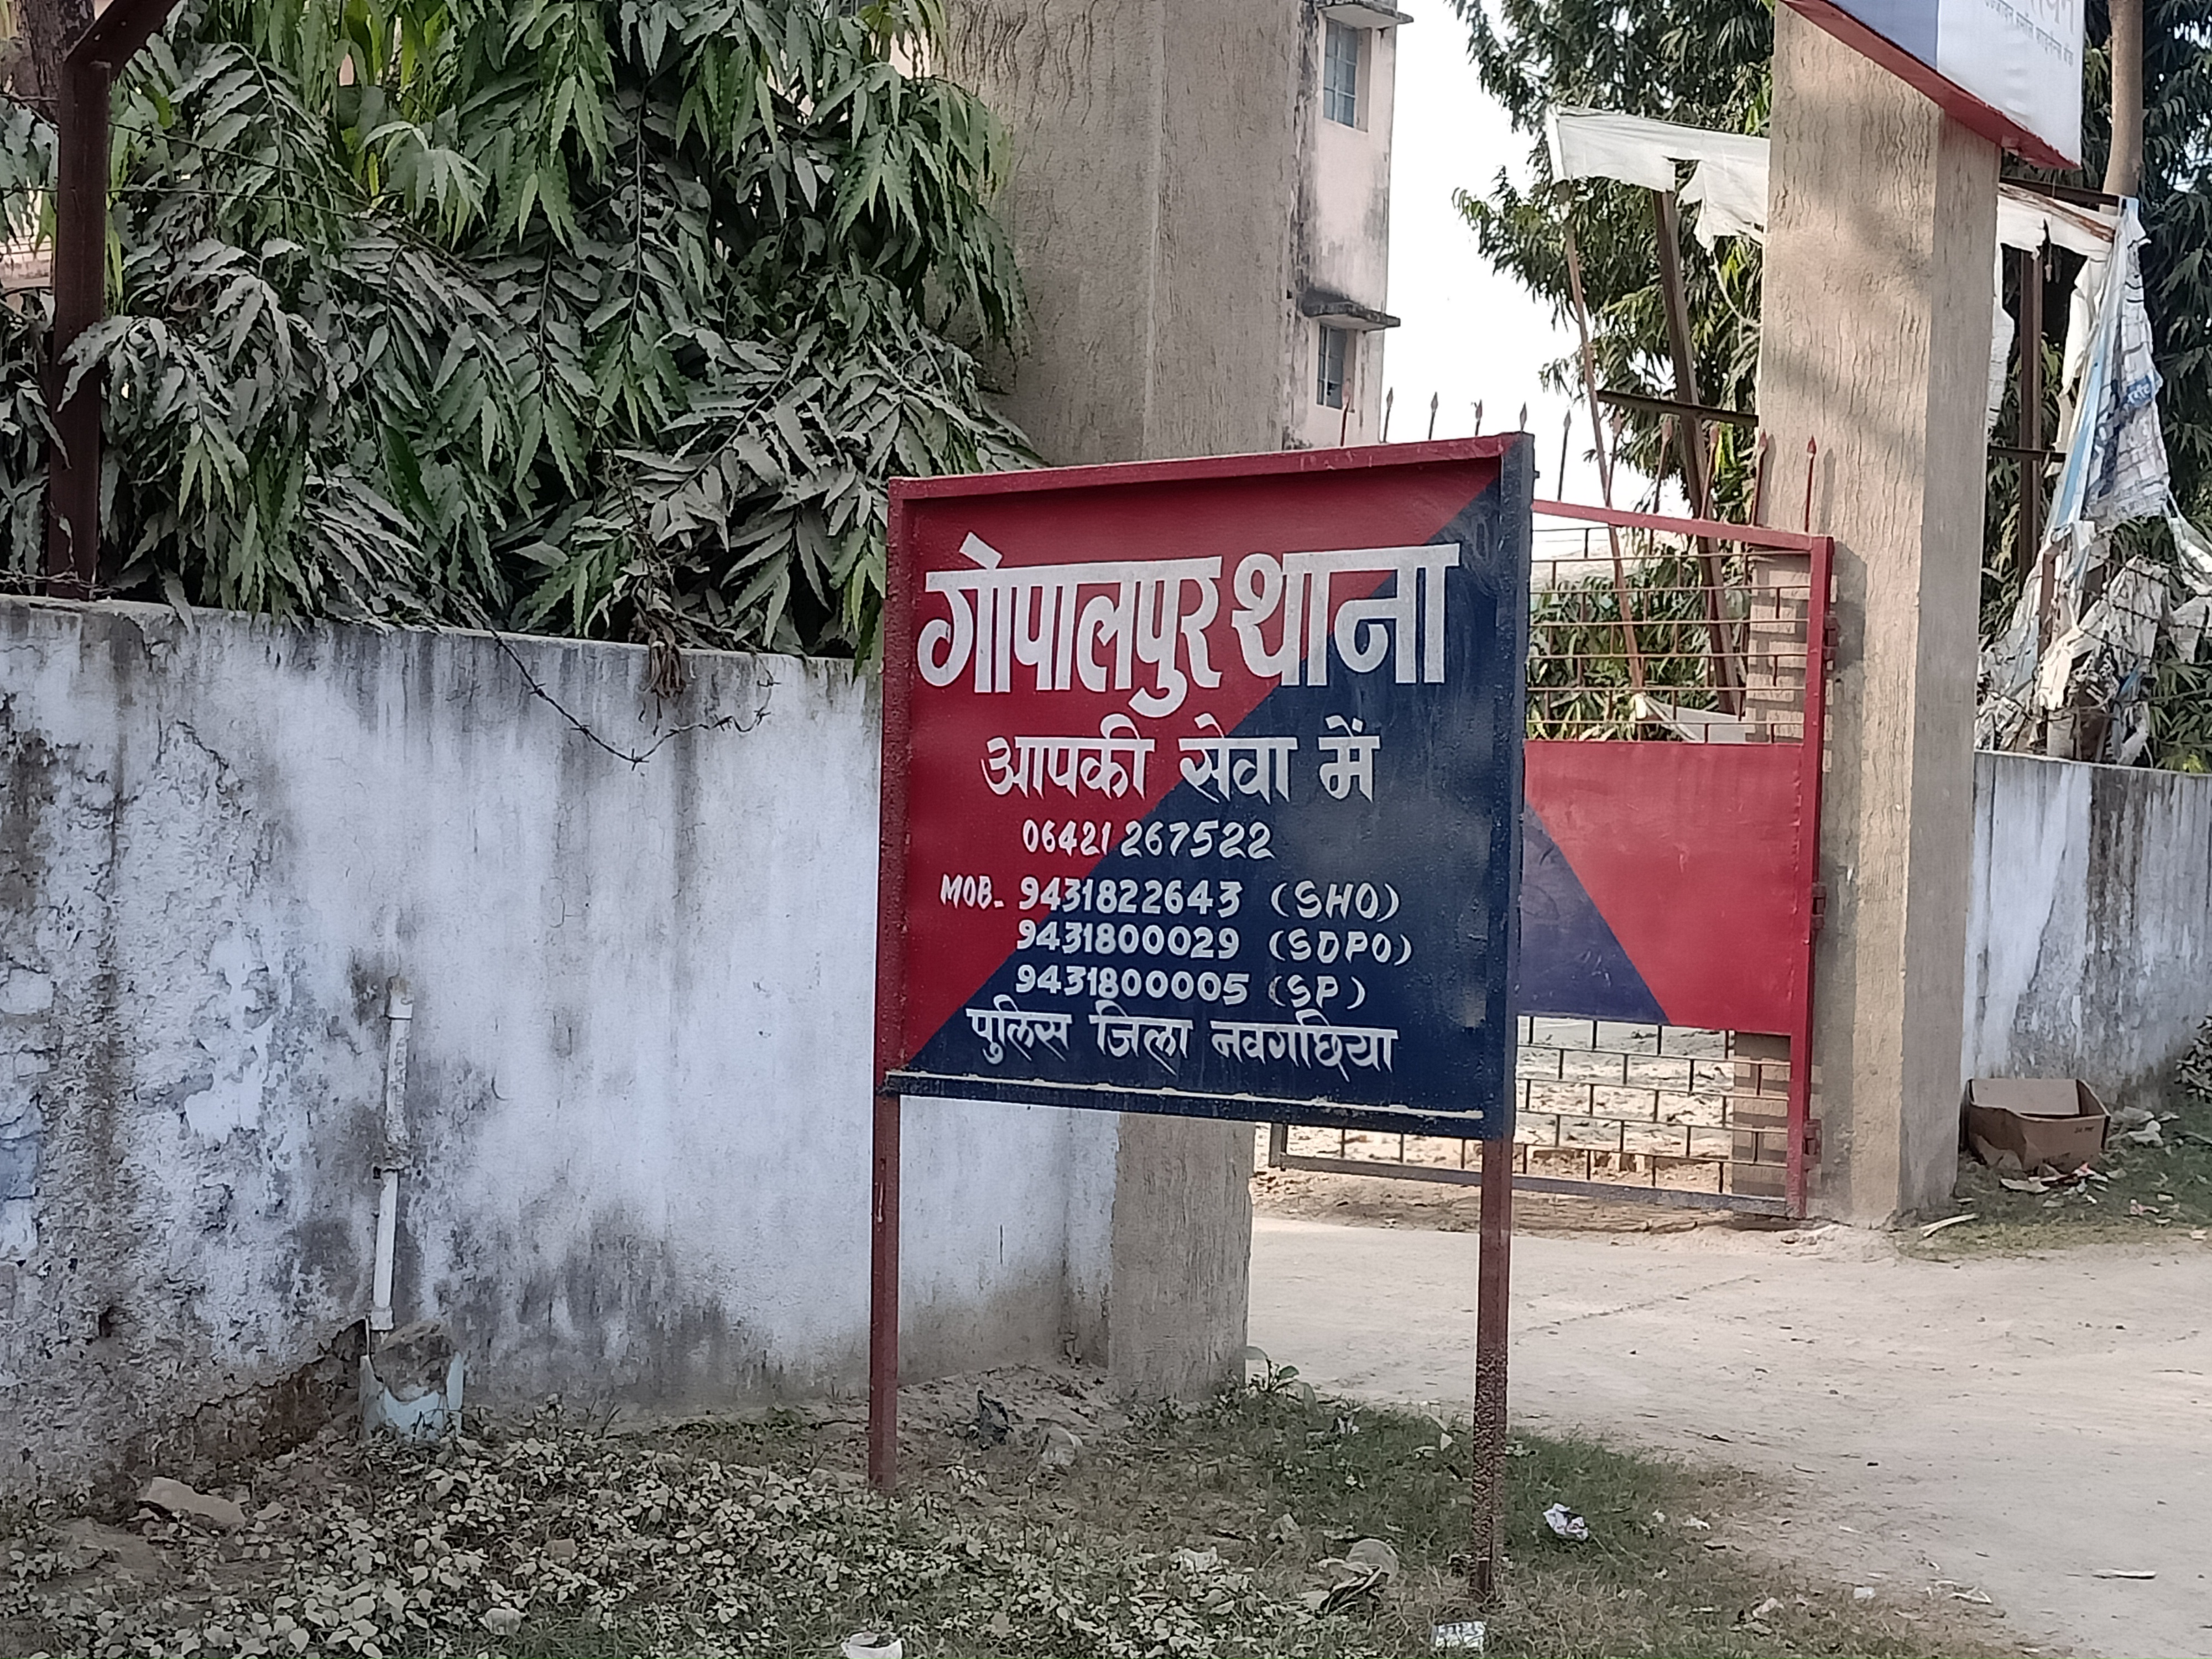 गोपालपुर थाना
आपकी सेवा में
06421 267522
MOB- 9431822643 (SHO)
9431800029 (SDPO)
9431800005 (SP)
पुलिस जिला नवगछिया